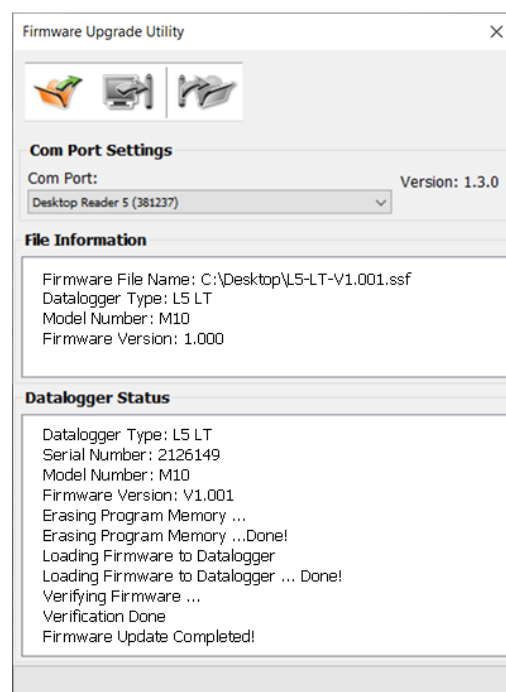 Firmware Upgrade Utility
Com Port Settings
Com Port:
Version: 1.3.0
Desktop Reader 5 (381237)
File Information
Firmware File Name: C:\Desktop\L5-LT-V1.001.ssf
Datalogger Type: L5 LT
Model Number: M10
Firmware Version: 1.000
Datalogger Status
Datalogger Type: L5 LT
Serial Number: 2126149
Model Number: M10
Firmware Version: V1.001
Erasing Program Memory ...
Erasing Program Memory ...Done!
Loading Firmware to Datalogger
Loading Firmware to Datalogger ... Done!
Verifying Firmware ...
Verification Done
Firmware Update Completed!